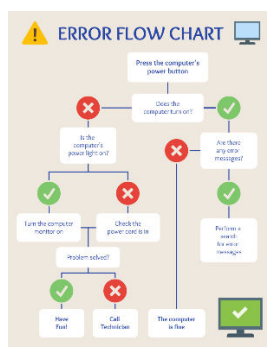 ERROR FLOW CHART
Press the computer's
power button
Does the
computer turn on?
Is the
computer's
power light on?
Are there
any error
messages?
Turn the computer
monitor on
Check the
power cord is in
Perform a
search
for error
messages
Problem solved?
Have
Fun!
Call
Technician
The computer
is fine